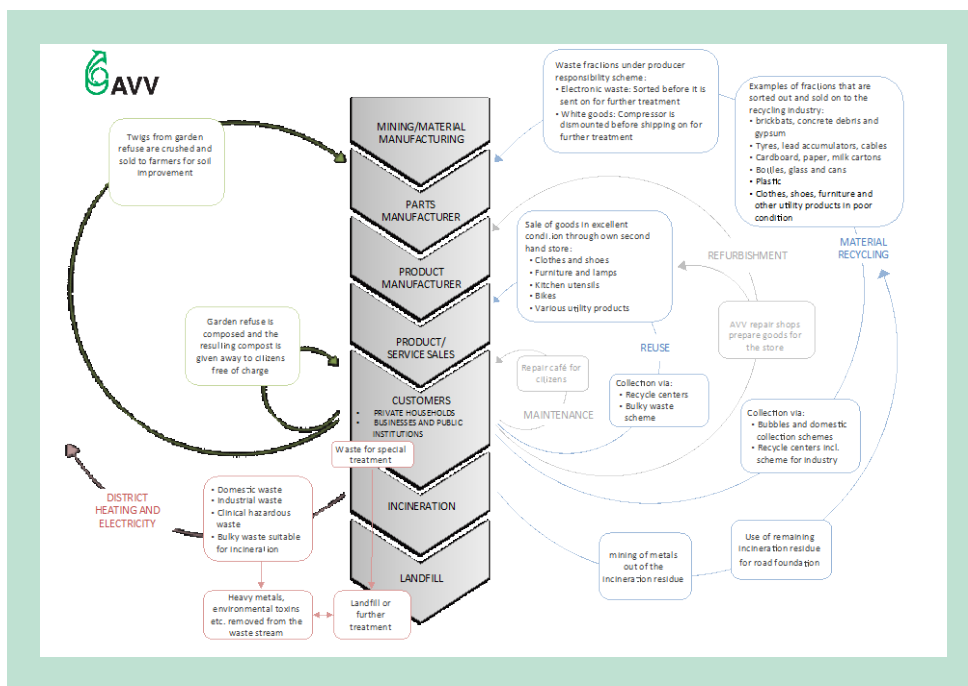 AVV
Twigs from garden
refuse are crushed and
sold to farmers for soil
improvement
Garden refuse is
composed and the
resulting compost is
given away to citizens
free of charge
DISTRICT
HEATING AND
ELECTRICITY
• Domestic waste
• Industrial waste
• Clinical hazardous
waste
• Bulky waste suitable
for incineration
Heavy metals,
environmental toxins
etc. removed from the
waste stream
Landfill or
further
treatment
MINING/MATERIAL
MANUFACTURING
PARTS
MANUFACTURER
PRODUCT
MANUFACTURER
PRODUCT/
SERVICE SALES
CUSTOMERS
• PRIVATE HOUSEHOLDS
• BUSINESSES AND PUBLIC
INSTITUTIONS
Waste for special
treatment
INCINERATION
LANDFILL
Waste fractions under producer
responsibility scheme:
• Electronic waste: Sorted before it is
sent on for further treatment
• White goods: Compressor is
dismounted before shipping on for
further treatment
Examples of fractions that are
sorted out and sold on to the
recycling industry:
• brickbats, concrete debris and
gypsum
• Tyres, lead accumulators, cables
• Cardboard, paper, milk cartons
• Bottles, glass and cans
• Plastic
• Clothes, shoes, furniture and
other utility products in poor
condition
Sale of goods in excellent
condition through own second
hand store:
• Clothes and shoes
• Furniture and lamps
• Kitchen utensils
• Bikes
• Various utility products
REFURBISHMENT
MATERIAL
RECYCLING
AVV repair shops
prepare goods for
the store
REUSE
Repair café for
citizens
MAINTENANCE
Collection via:
• Recycle centers
• Bulky waste
scheme
Collection via:
• Bubbles and domestic
collection schemes
• Recycle centers incl.
scheme for industry
mining of metals
out of the
incineration residue
Use of remaining
incineration residue
for road foundation